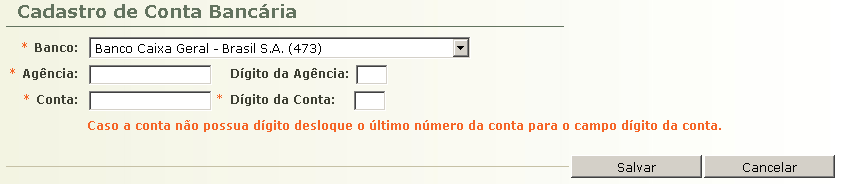 Cadastro de Conta Bancária
* Banco: Banco Caixa Geral - Brasil S.A. (473)
* Agência: Dígito da Agência:
* Conta: * Dígito da Conta:
Caso a conta não possua dígito desloque o último número da conta para o campo dígito da conta.
Salvar Cancelar